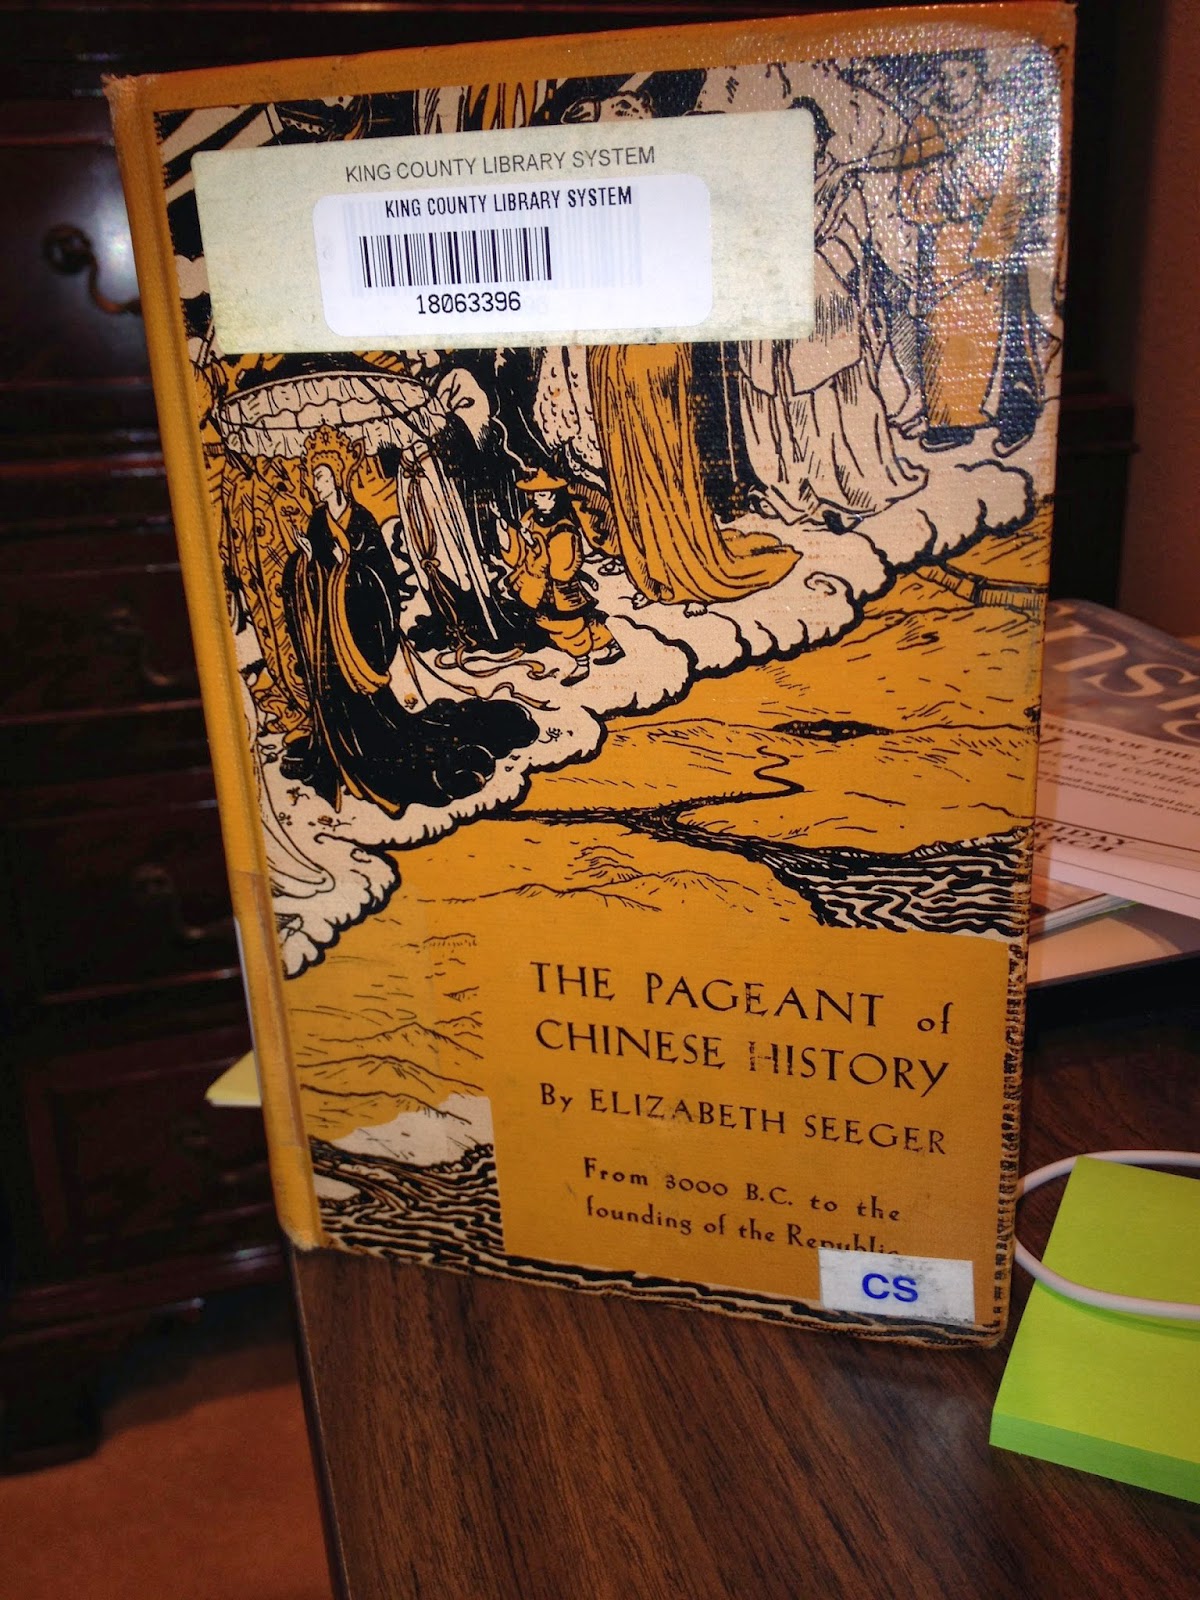 KING COUNTY LIBRARY SYSTEM
KING COUNTY LIBRARY SYSTEM
18063396
THE PAGEANT of
CHINESE HISTORY
By ELIZABETH SEEGER
From 3000 B.C. to the
founding of the Republic
CS